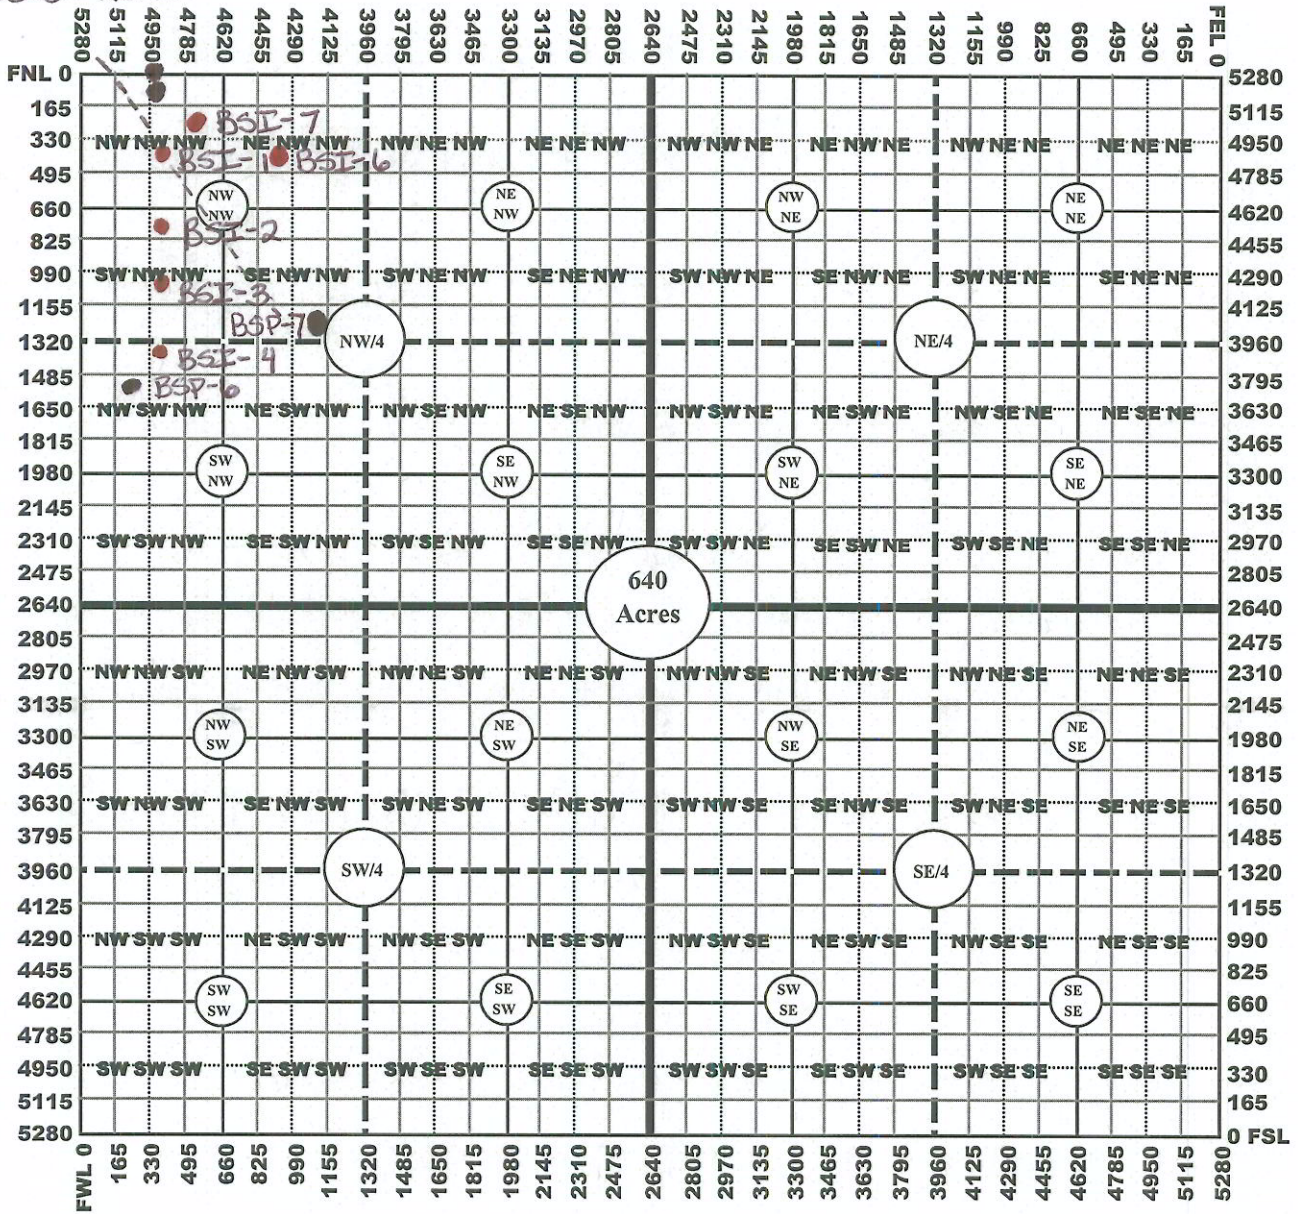 5280 5115 4950 4785 4620 4455 4290 4125 3960 3795 3630 3465 3300 3135 2970 2805 2640 2475 2310 2145 1980 1815 1650 1485 1320 1155 990 825 660 495 330 165 FEL 0
FNL 0 5280
165 5115
BSI-7
330 NW NW NW NE NW NW NW NE NW NE NE NW NW NW NE NE NW NE NW NE NE NE NE NE 4950
BSI-1 BSI-6
495 4785
NW NW NE NW NW NE NE NE
660 4620
BSI-2
825 4455
990 SW NW NW SE NW NW SW NE NW SE NE NW SW NW NE SE NW NE SW NE NE SE NE NE 4290
BSI-3
1155 4125
BSP-7
1320 NW/4 NE/4 3960
BSI-4
1485 3795
BSP-6
1650 NW SW NW NE SW NW NW SE NW NE SE NW NW SW NE NE SW NE NW SE NE NE SE NE 3630
1815 3465
SW NW SE NW SW NE SE NE
1980 3300
2145 3135
2310 SW SW NW SE SW NW SW SE NW SE SE NW SW SW NE SE SW NE SW SE NE SE SE NE 2970
2475 2805
640 Acres
2640 2640
2805 2475
2970 NW NW SW NE NW SW NW NE SW NE NE SW NW NW SE NE NW SE NW NE SE NE NE SE 2310
3135 2145
NW SW NE SW NW SE NE SE
3300 1980
3465 1815
3630 SW NW SW SE NW SW SW NE SW SE NE SW SW NW SE SE NW SE SW NE SE SE NE SE 1650
3795 1485
3960 SW/4 SE/4 1320
4125 1155
4290 NW SW SW NE SW SW NW SE SW NE SE SW NW SW SE NE SW SE NW SE SE NE SE SE 990
4455 825
SW SW SE SW SW SE SE SE
4620 660
4785 495
4950 SW SW SW SE SW SW SW SE SW SE SE SW SW SW SE SE SW SE SW SE SE SE SE SE 330
5115 165
5280 0 FSL
FWL 0 165 330 495 660 825 990 1155 1320 1485 1650 1815 1980 2145 2310 2475 2640 2805 2970 3135 3300 3465 3630 3795 3960 4125 4290 4455 4620 4785 4950 5115 5280